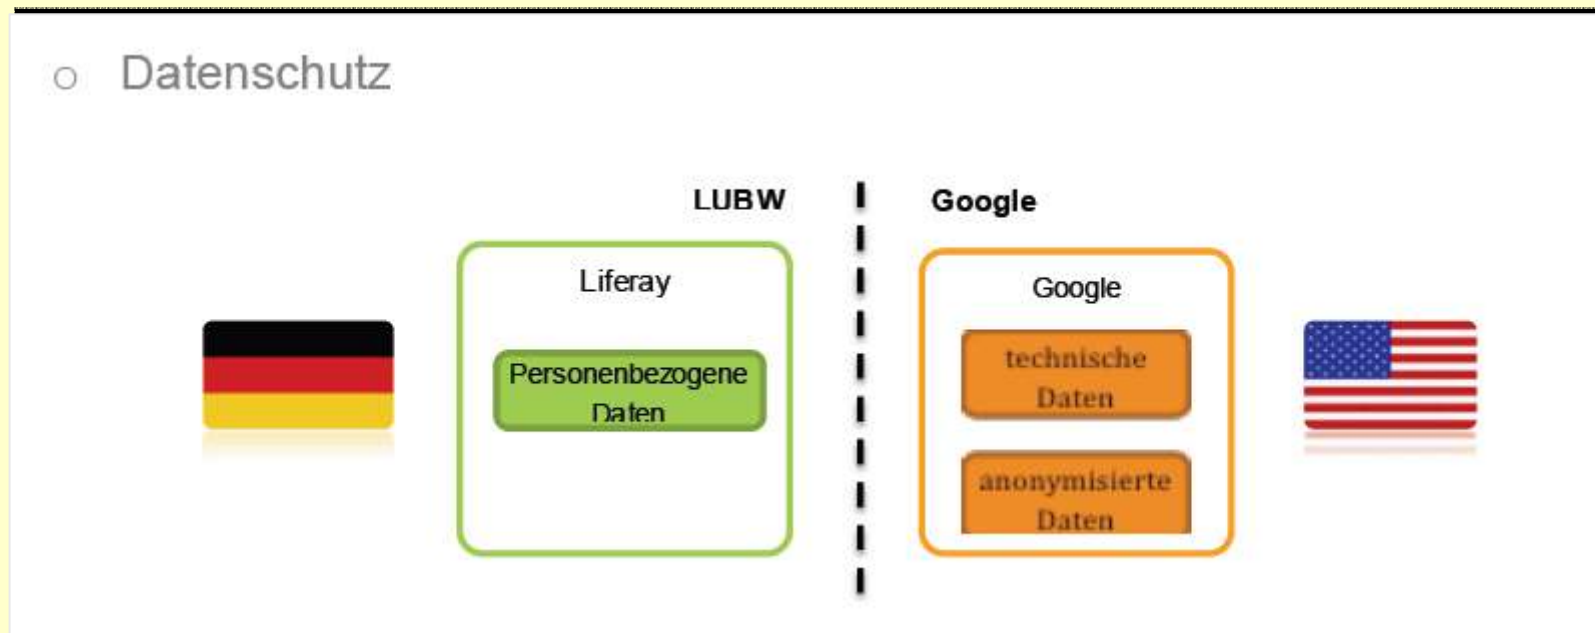 Datenschutz
LUBW
Google
Liferay
Personenbezogene
Daten
Google
technische
Daten
anonymisierte
Daten